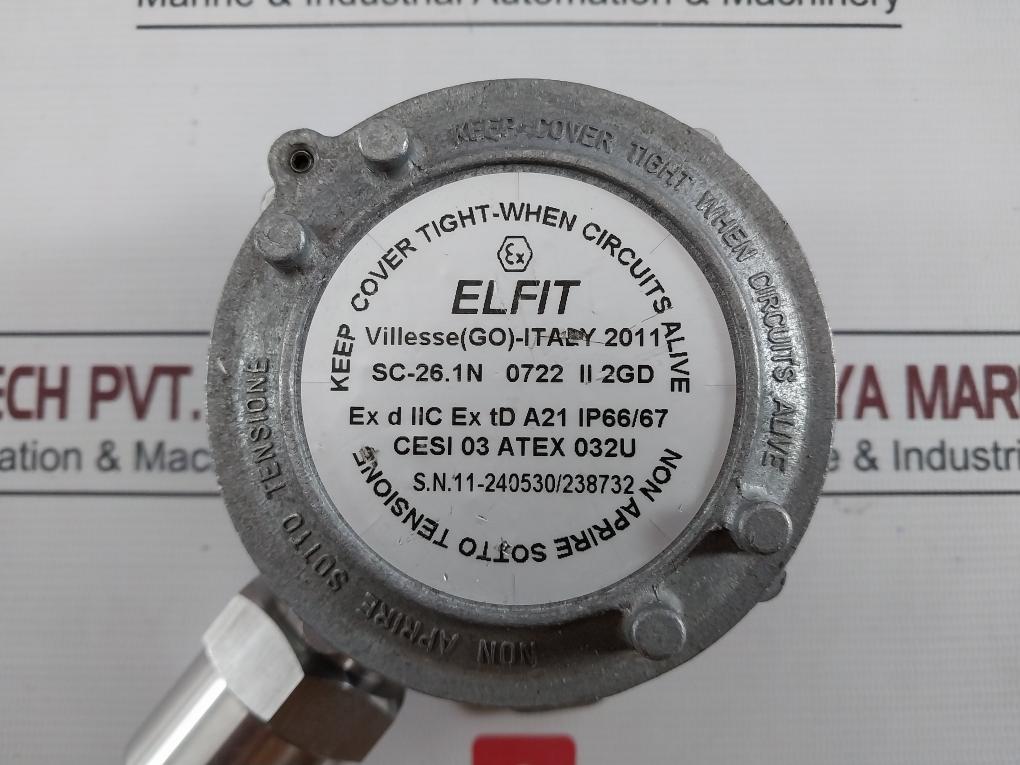 Marine & Industrial Automation & Machinery
KEEP COVER TIGHT WHEN CIRCUITS ALIVE
KEEP COVER TIGHT-WHEN CIRCUITS ALIVE
Ex
ELFIT
Villesse(GO)-ITALY 2011
SC-26.1N 0722 II 2GD
Ex d IIC Ex tD A21 IP66/67
CESI 03 ATEX 032U
S.N.11-240530/238732
NON APRIRE SOTTO TENSIONE
NON APRIRE SOTTO TENSIONE
TECH PVT.
YA MAR
ation & Mac
e & Industri